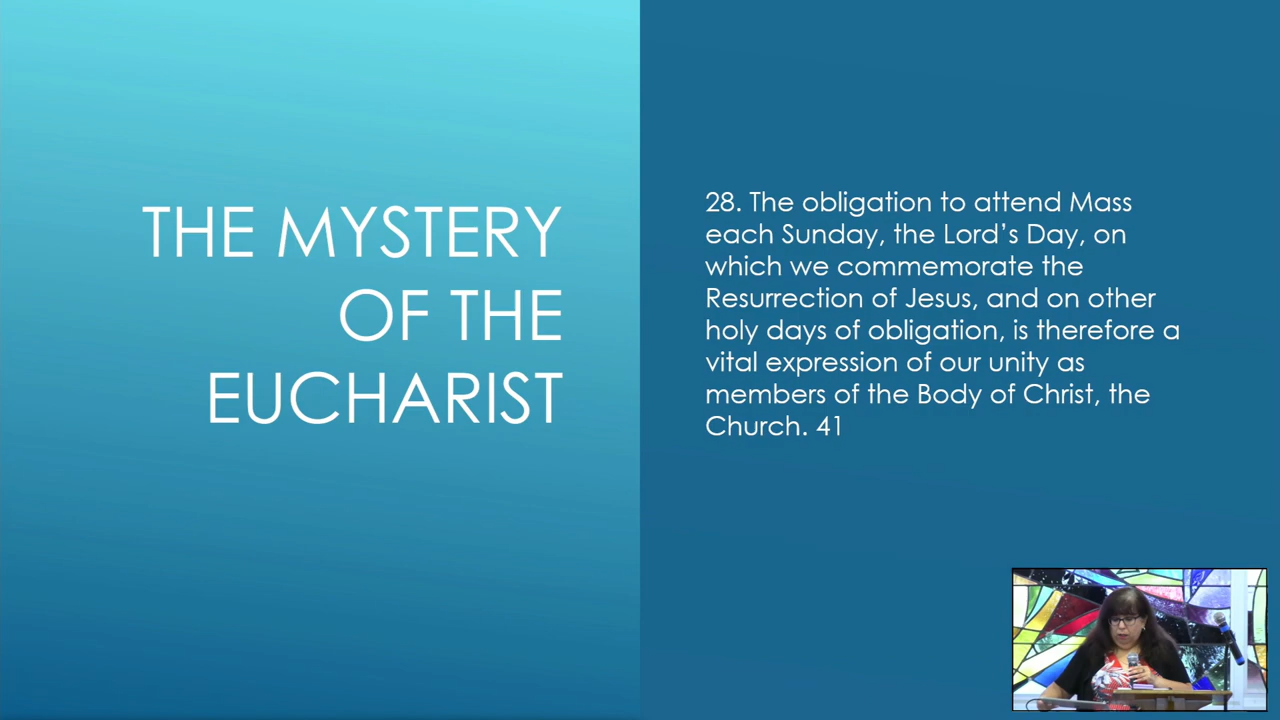 THE MYSTERY
OF THE
EUCHARIST
28. The obligation to attend Mass
each Sunday, the Lord’s Day, on
which we commemorate the
Resurrection of Jesus, and on other
holy days of obligation, is therefore a
vital expression of our unity as
members of the Body of Christ, the
Church. 41